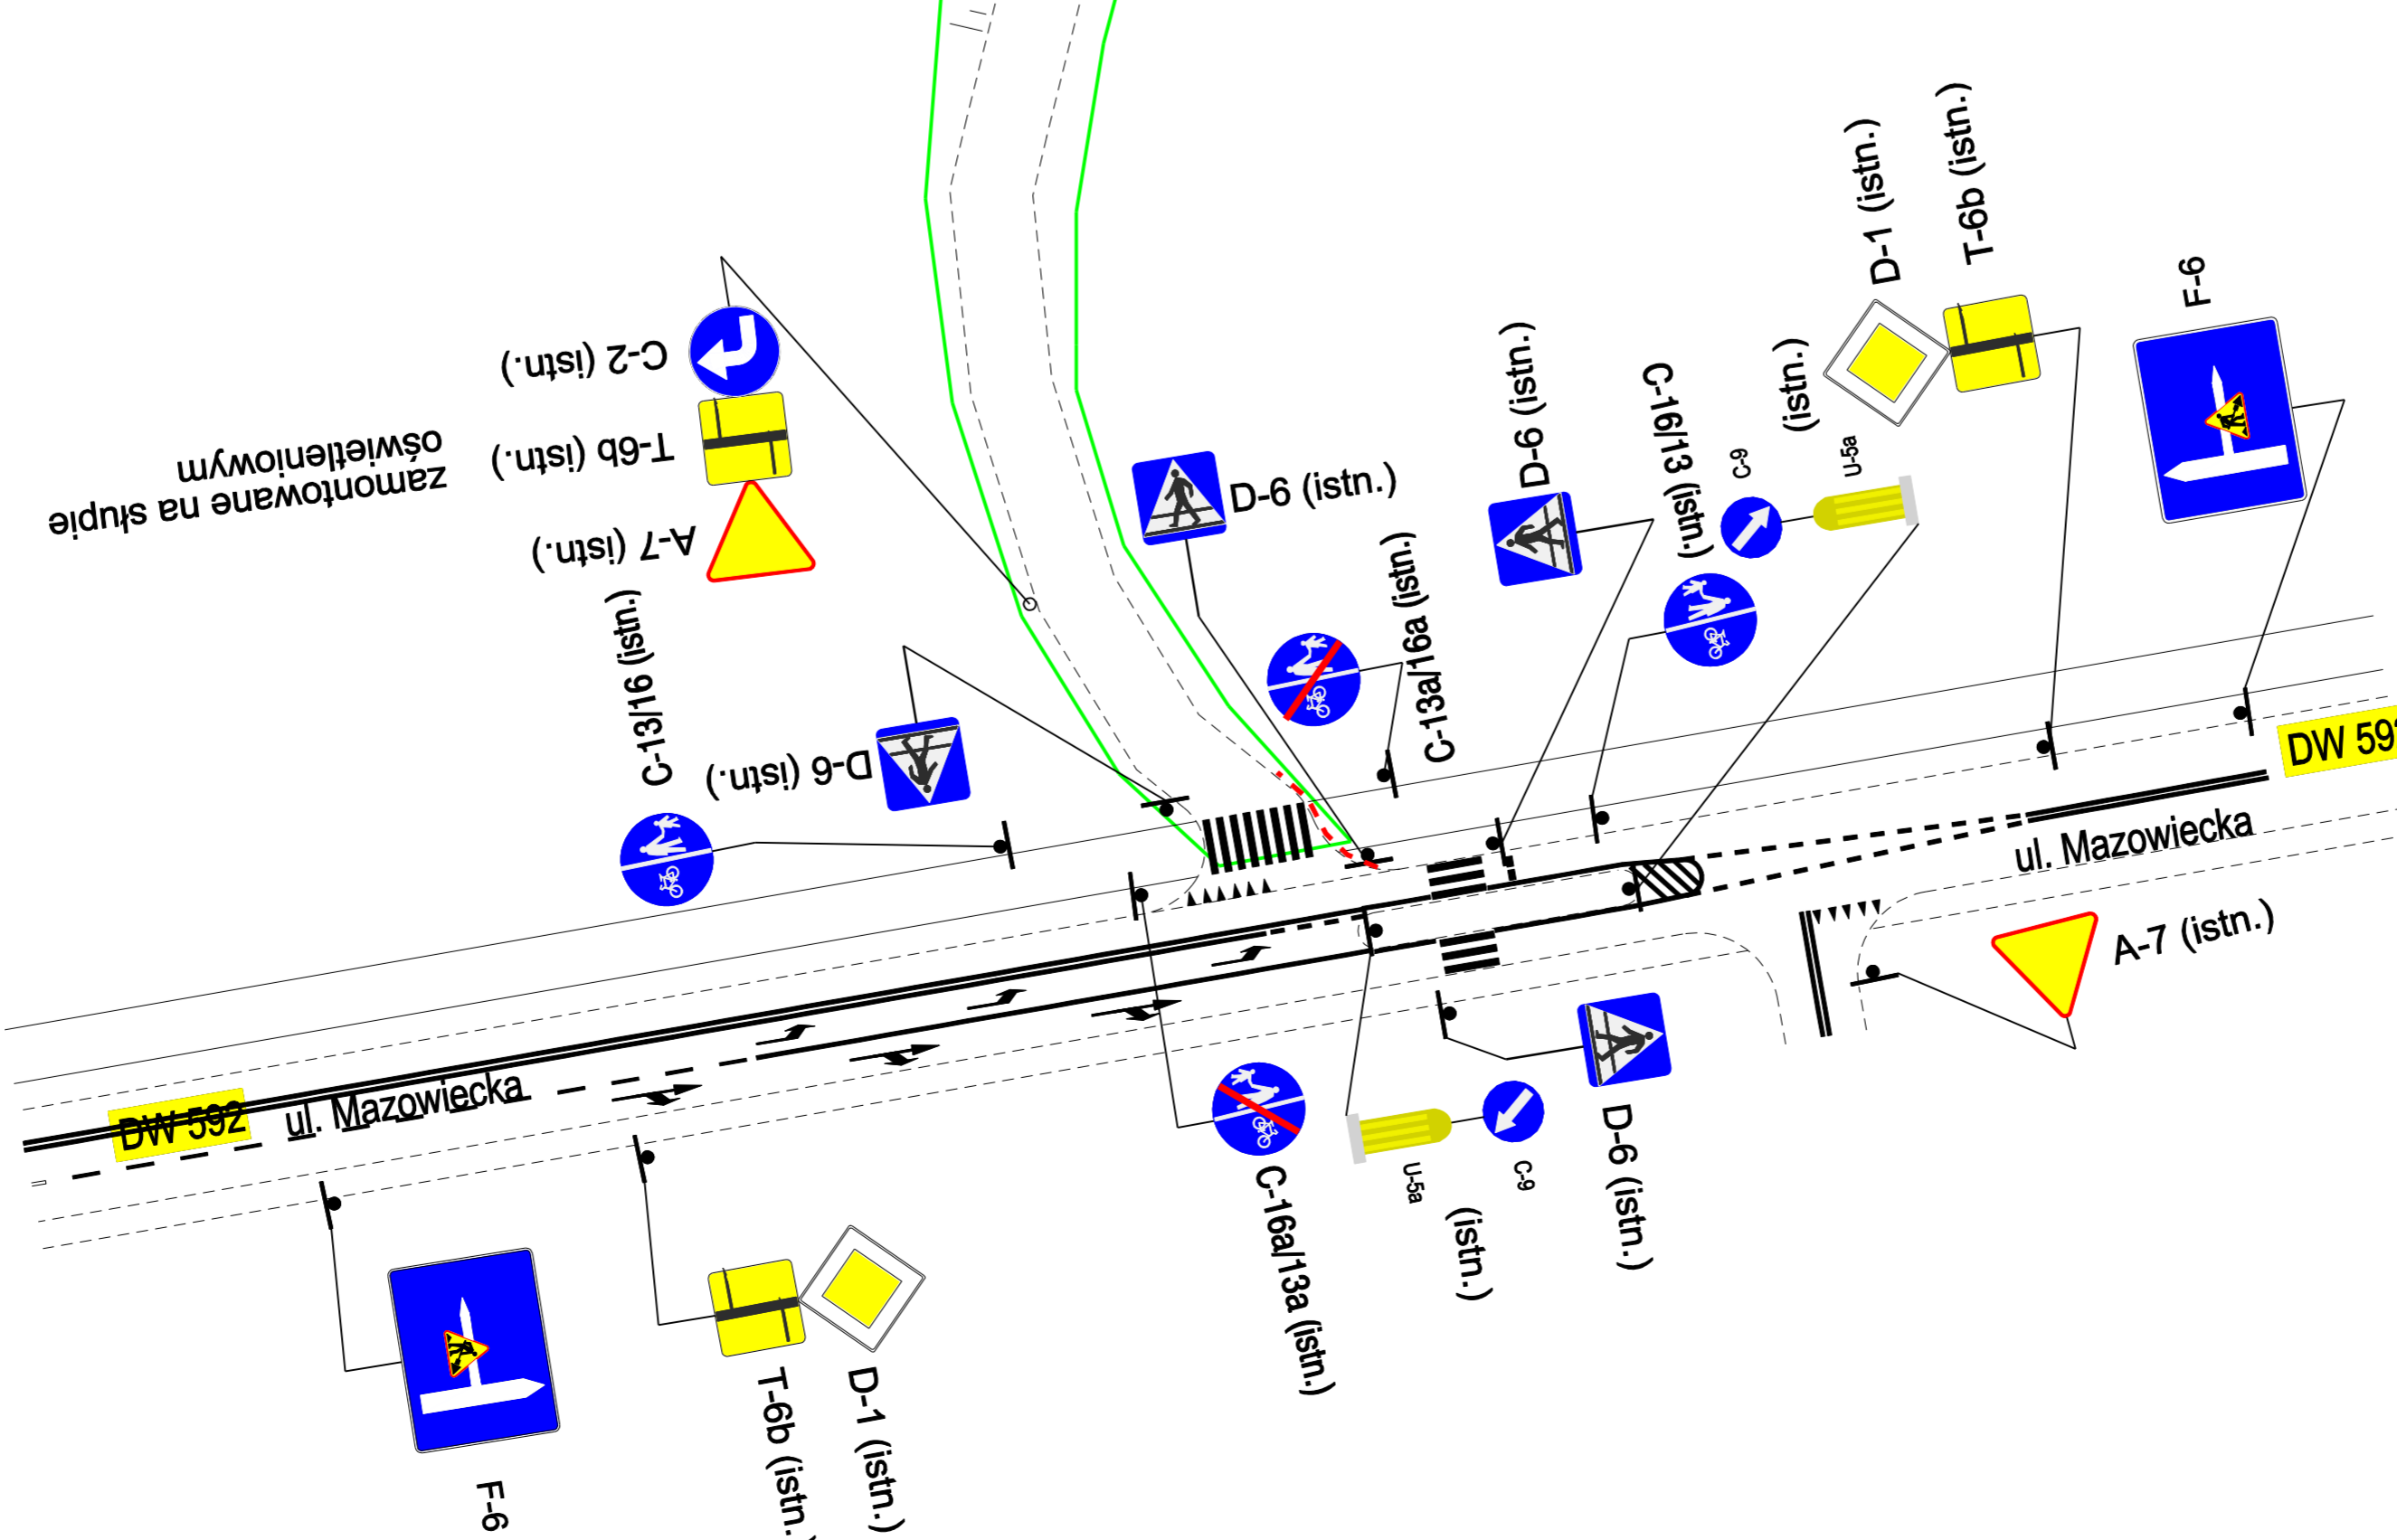 D-1 (istn.)
T-6b (istn.)
F-6
C-2 (istn.)
T-6b (istn.)
A-7 (istn.)
zamontowane na słupie
oświetleniowym
D-6 (istn.)
D-6 (istn.)
C-16/13 (istn.)
C-9
U-5a
(istn.)
C-13/16 (istn.)
D-6 (istn.)
C-13a/16a (istn.)
DW 592
ul. Mazowiecka
A-7 (istn.)
DW 592
ul. Mazowiecka
C-16a/13a (istn.)
U-5a
C-9
(istn.)
D-6 (istn.)
T-6b (istn.)
D-1 (istn.)
F-6